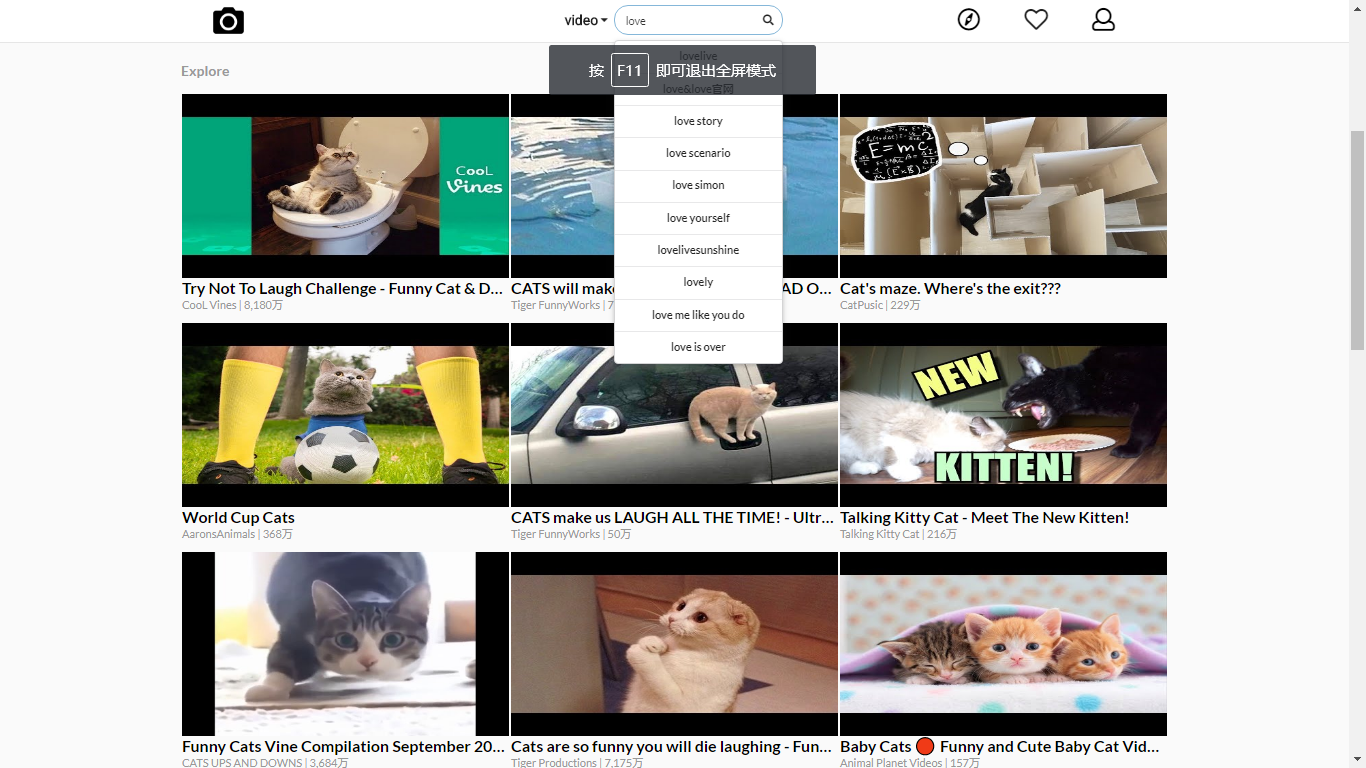 video
love
lovelive
按 F11 即可退出全屏模式
love&love官网
love story
love scenario
love simon
love yourself
lovelivesunshine
lovely
love me like you do
love is over
Explore
CooL
Vines
E=mc²
Try Not To Laugh Challenge - Funny Cat & D...
CooL Vines | 8,180万
CATS will mak
AD O...
Tiger FunnyWorks | 7
Cat's maze. Where's the exit???
CatPusic | 229万
NEW
KITTEN!
World Cup Cats
AaronsAnimals | 368万
CATS make us LAUGH ALL THE TIME! - Ultr...
Tiger FunnyWorks | 50万
Talking Kitty Cat - Meet The New Kitten!
Talking Kitty Cat | 216万
Funny Cats Vine Compilation September 20...
CATS UPS AND DOWNS | 3,684万
Cats are so funny you will die laughing - Fun...
Tiger Productions | 7,175万
Baby Cats 🔴 Funny and Cute Baby Cat Vid...
Animal Planet Videos | 157万